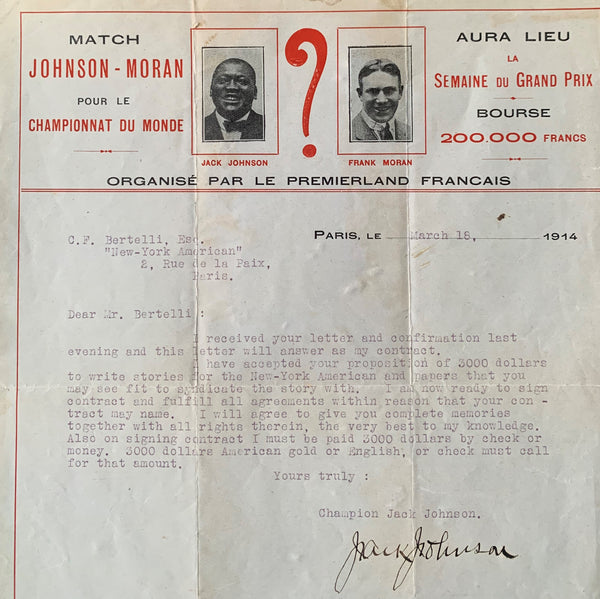 MATCH
JOHNSON - MORAN
POUR LE
CHAMPIONNAT DU MONDE
JACK JOHNSON
?
FRANK MORAN
AURA LIEU
LA
SEMAINE DU GRAND PRIX
BOURSE
200.000 FRANCS
ORGANISÉ PAR LE PREMIERLAND FRANCAIS
PARIS, LE March 18, 1914
C.F. Bertelli, Esq.
"New-York American"
2, Rue de la Paix,
Paris.
Dear Mr. Bertelli :
I received your letter and confirmation last
evening and this letter will answer as my contract.
I have accepted your proposition of 3000 dollars
to write stories for the New-York American and papers that you
may see fit to syndicate the story with. I am now ready to sign
contract and fulfill all agreements within reason that your con -
tract may name. I will agree to give you complete memories
together with all rights therein, the very best to my knowledge.
Also on signing contract I must be paid 3000 dollars by check or
money. 3000 dollars American gold or English, or check must call
for that amount.
Yours truly :
Champion Jack Johnson.
Jack Johnson